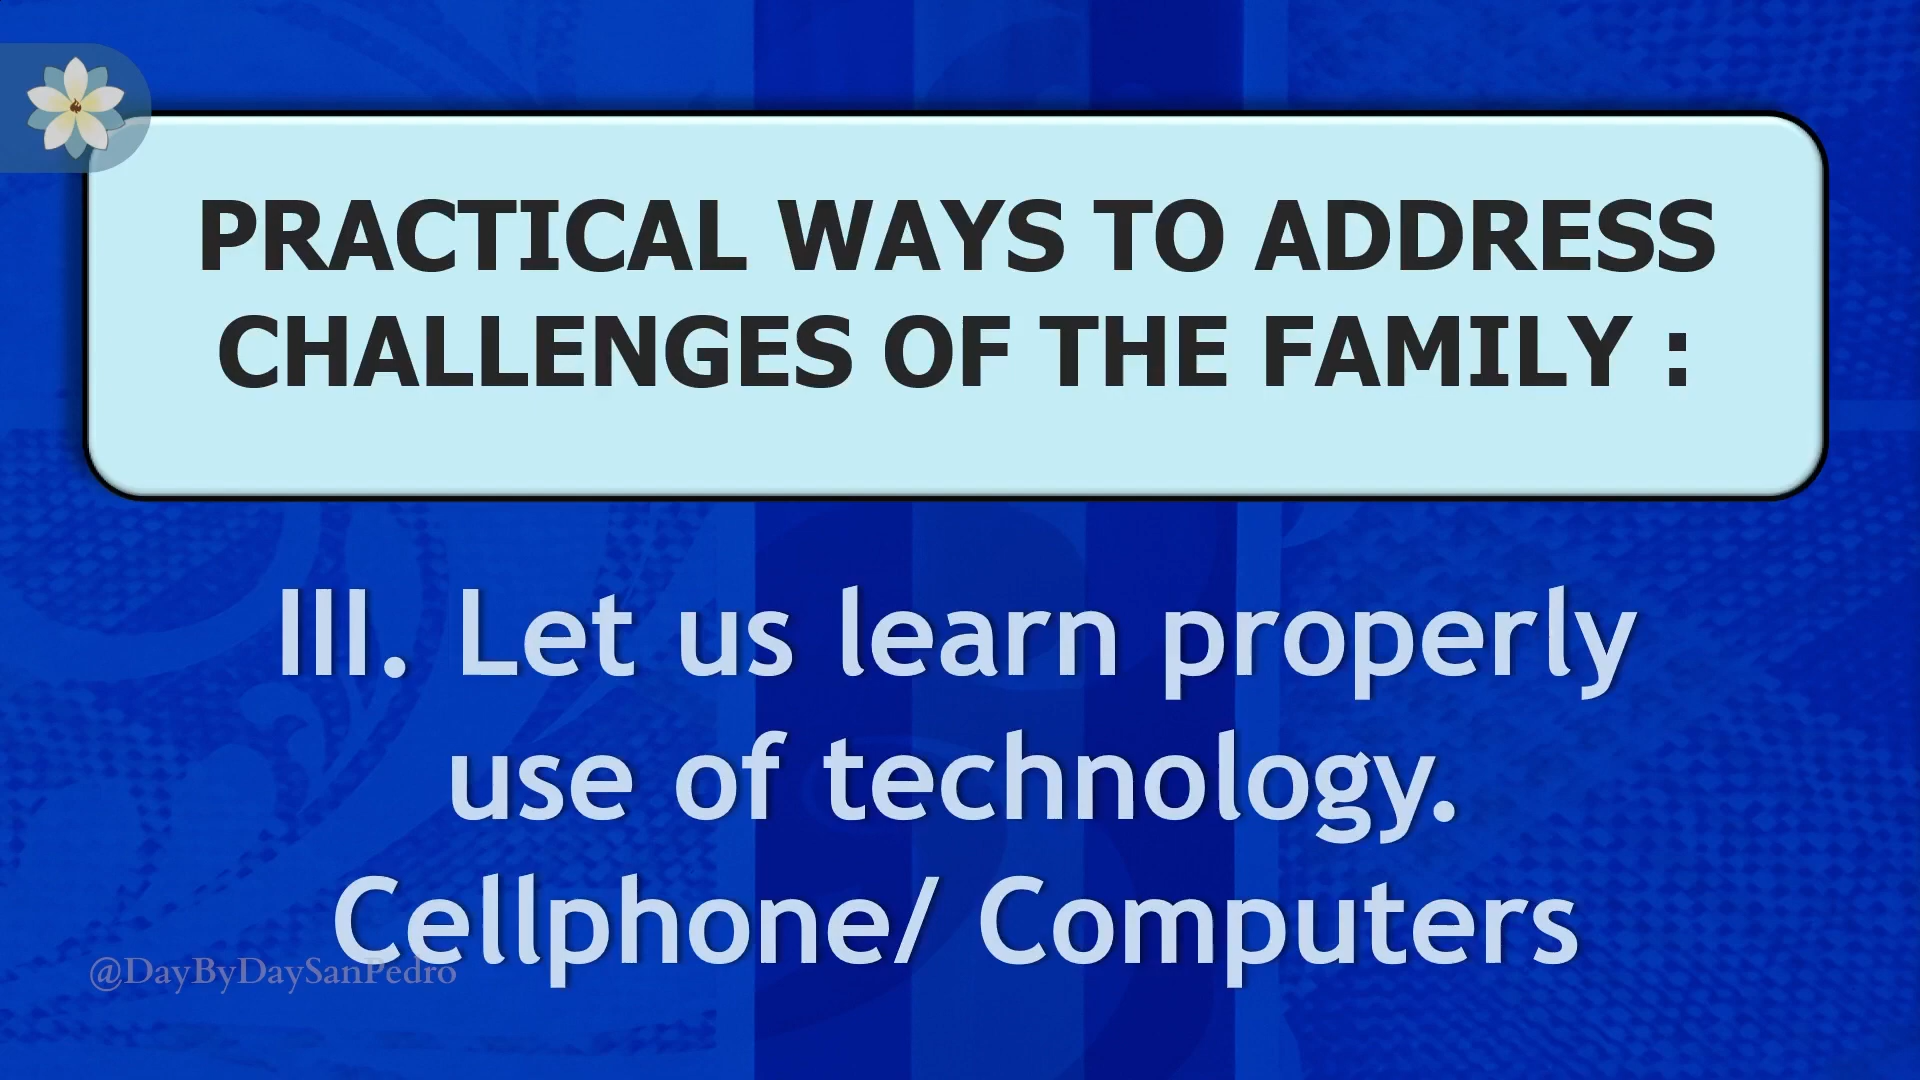 PRACTICAL WAYS TO ADDRESS
CHALLENGES OF THE FAMILY :
III. Let us learn properly
use of technology.
Cellphone/ Computers
@DayByDaySanPedro